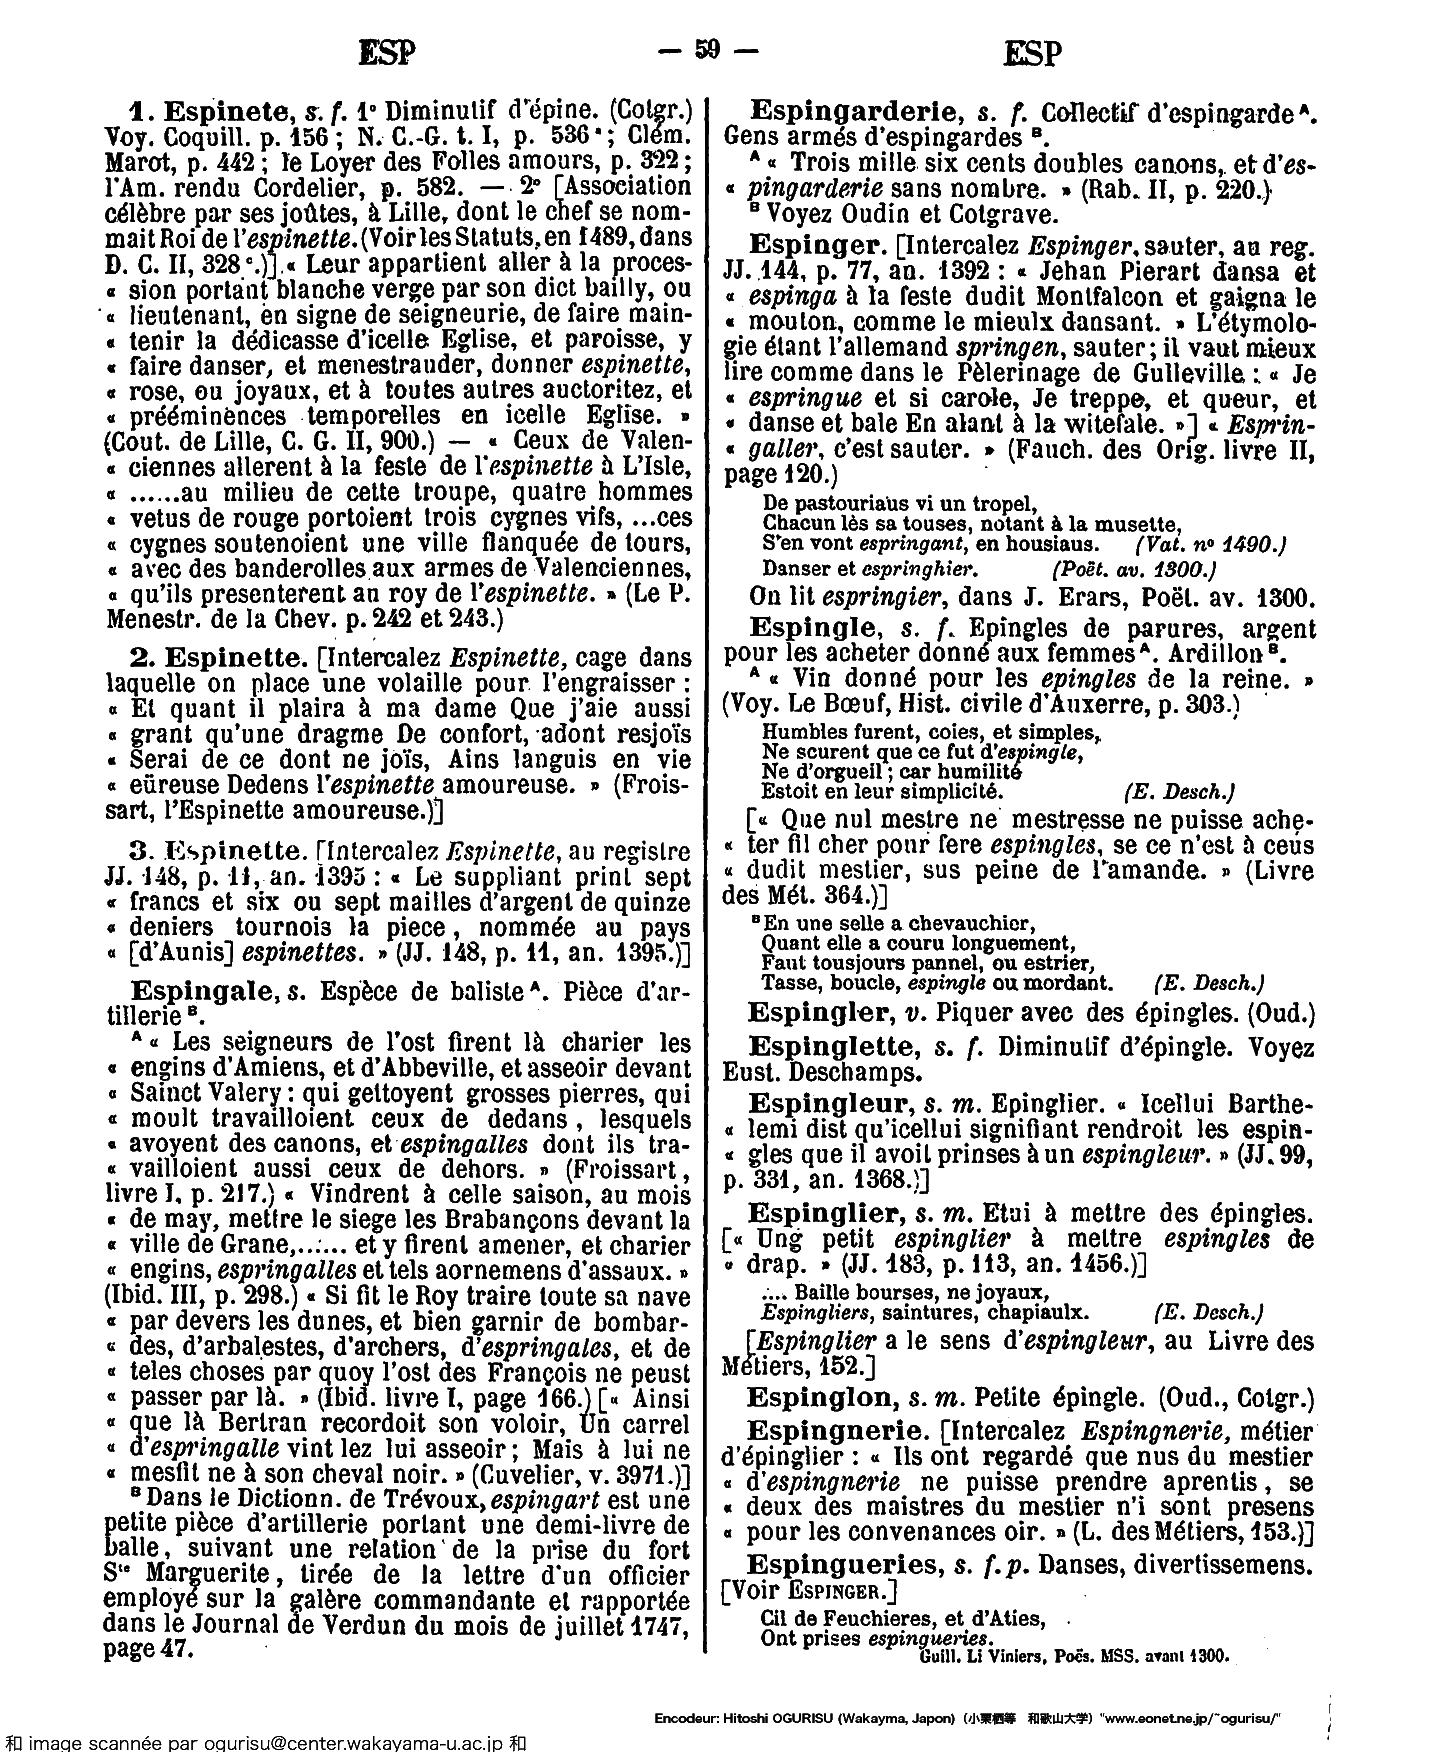 ESP
— 59 —
ESP
1. Espinete, s. f. 1° Diminutif d'épine. (Cotgr.)
Voy. Coquill. p. 156 ; N. C.-G. t. I, p. 536 ª ; Clém.
Marot, p. 442 ; le Loyer des Folles amours, p. 322 ;
l'Am. rendu Cordelier, p. 582. — 2° [Association
célèbre par ses joûtes, à Lille, dont le chef se nom-
mait Roi de l'espinette. (Voir les Statuts, en 1489, dans
D. C. II, 328 ᶜ.)] « Leur appartient aller à la proces-
« sion portant blanche verge par son dict bailly, ou
« lieutenant, en signe de seigneurie, de faire main-
« tenir la dédicasse d'icelle Eglise, et paroisse, y
« faire danser, et menestrauder, donner espinette,
« rose, ou joyaux, et à toutes autres auctoritez, et
« prééminences temporelles en icelle Eglise. »
(Cout. de Lille, C. G. II, 900.) — « Ceux de Valen-
« ciennes allerent à la feste de l'espinette à L'Isle,
« ......au milieu de cette troupe, quatre hommes
« vetus de rouge portoient trois cygnes vifs, ...ces
« cygnes soutenoient une ville flanquée de tours,
« avec des banderolles aux armes de Valenciennes,
« qu'ils presenterent au roy de l'espinette. » (Le P.
Menestr. de la Chev. p. 242 et 243.)
2. Espinette. [Intercalez Espinette, cage dans
laquelle on place une volaille pour l'engraisser :
« Et quant il plaira à ma dame Que j'aie aussi
« grant qu'une dragme De confort, adont resjoïs
« Serai de ce dont ne joïs, Ains languis en vie
« eüreuse Dedens l'espinette amoureuse. » (Frois-
sart, l'Espinette amoureuse.)]
3. Espinette. [Intercalez Espinette, au registre
JJ. 148, p. 11, an. 1395 : « Le suppliant print sept
« francs et six ou sept mailles d'argent de quinze
« deniers tournois la piece, nommée au pays
« [d'Aunis] espinettes. » (JJ. 148, p. 11, an. 1395.)]
Espingale, s. Espèce de baliste ᴬ. Pièce d'ar-
tillerie ᴮ.
ᴬ « Les seigneurs de l'ost firent là charier les
« engins d'Amiens, et d'Abbeville, et asseoir devant
« Sainct Valery : qui gettoyent grosses pierres, qui
« moult travailloient ceux de dedans, lesquels
« avoyent des canons, et espingalles dont ils tra-
« vailloient aussi ceux de dehors. » (Froissart,
livre I, p. 217.) « Vindrent à celle saison, au mois
« de may, mettre le siege les Brabançons devant la
« ville de Grane,...... et y firent amener, et charier
« engins, espringalles et tels aornemens d'assaux. »
(Ibid. III, p. 298.) « Si fit le Roy traire toute sa nave
« par devers les dunes, et bien garnir de bombar-
« des, d'arbalestes, d'archers, d'espringales, et de
« teles choses par quoy l'ost des François ne peust
« passer par là. » (Ibid. livre I, page 166.) [« Ainsi
« que là Bertran recordoit son voloir, Un carrel
« d'espringalle vint lez lui asseoir ; Mais à lui ne
« mesfit ne à son cheval noir. » (Cuvelier, v. 3971.)]
ᴮ Dans le Dictionn. de Trévoux, espingart est une
petite pièce d'artillerie portant une demi-livre de
balle, suivant une relation de la prise du fort
Sᵗᵉ Marguerite, tirée de la lettre d'un officier
employé sur la galère commandante et rapportée
dans le Journal de Verdun du mois de juillet 1747,
page 47.
Espingarderie, s. f. Collectif d'espingarde ᴬ.
Gens armés d'espingardes ᴮ.
ᴬ « Trois mille six cents doubles canons, et d'es-
« pingarderie sans nombre. » (Rab. II, p. 220.)
ᴮ Voyez Oudin et Cotgrave.
Espinger. [Intercalez Espinger, sauter, au reg.
JJ. 144, p. 77, an. 1392 : « Jehan Pierart dansa et
« espinga à la feste dudit Montfalcon et gaigna le
« mouton, comme le mieulx dansant. » L'étymolo-
gie étant l'allemand springen, sauter ; il vaut mieux
lire comme dans le Pèlerinage de Gulleville : « Je
« espringue et si carole, Je treppe, et queur, et
« danse et bale En alant à la witefale. »] « Esprin-
« galler, c'est sauter. » (Fauch. des Orig. livre II,
page 120.)
De pastouriaus vi un tropel,
Chacun lès sa touses, notant à la musette,
S'en vont espringant, en housiaus. (Vat. nº 1490.)
Danser et espringhier. (Poët. av. 1300.)
On lit espringier, dans J. Erars, Poët. av. 1300.
Espingle, s. f. Epingles de parures, argent
pour les acheter donné aux femmes ᴬ. Ardillon ᴮ.
ᴬ « Vin donné pour les epingles de la reine. »
(Voy. Le Bœuf, Hist. civile d'Auxerre, p. 303.)
Humbles furent, coies, et simples,
Ne scurent que ce fut d'espingle,
Ne d'orgueil ; car humilité
Estoit en leur simplicité. (E. Desch.)
[« Que nul mestre ne mestresse ne puisse ache-
« ter fil cher pour fere espingles, se ce n'est à ceus
« dudit mestier, sus peine de l'amande. » (Livre
des Mét. 364.)]
ᴮ En une selle a chevauchier,
Quant elle a couru longuement,
Faut tousjours pannel, ou estrier,
Tasse, boucle, espingle ou mordant. (E. Desch.)
Espingler, v. Piquer avec des épingles. (Oud.)
Espinglette, s. f. Diminutif d'épingle. Voyez
Eust. Deschamps.
Espingleur, s. m. Epinglier. « Icellui Barthe-
« lemi dist qu'icellui signifiant rendroit les espin-
« gles que il avoit prinses à un espingleur. » (JJ. 99,
p. 331, an. 1368.)]
Espinglier, s. m. Etui à mettre des épingles.
[« Ung petit espinglier à mettre espingles de
« drap. » (JJ. 183, p. 113, an. 1456.)]
.... Baille bourses, ne joyaux,
Espingliers, saintures, chapiaulx. (E. Desch.)
[Espinglier a le sens d'espingleur, au Livre des
Métiers, 152.]
Espinglon, s. m. Petite épingle. (Oud., Cotgr.)
Espingnerie. [Intercalez Espingnerie, métier
d'épinglier : « Ils ont regardé que nus du mestier
« d'espingnerie ne puisse prendre aprentis, se
« deux des maistres du mestier n'i sont presens
« pour les convenances oir. » (L. des Métiers, 153.)]
Espingueries, s. f. p. Danses, divertissemens.
[Voir ESPINGER.]
Cil de Feuchieres, et d'Aties,
Ont prises espingueries.
Guill. Li Viniers, Poës. MSS. avant 1300.
Encodeur: Hitoshi OGURISU (Wakayma, Japon) (小栗栖等 和歌山大学) "www.eonet.ne.jp/~ogurisu/"
和 image scannée par ogurisu@center.wakayama-u.ac.jp 和